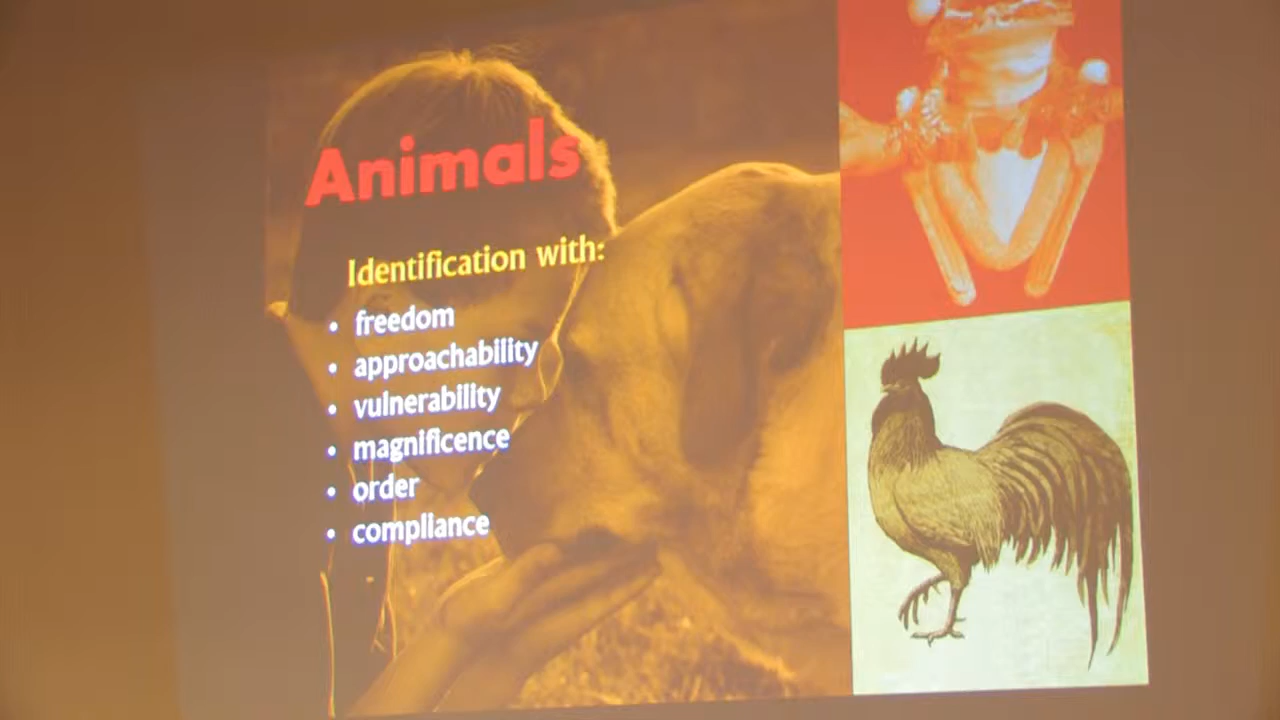 Animals
Identification with:
• freedom
• approachability
• vulnerability
• magnificence
• order
• compliance